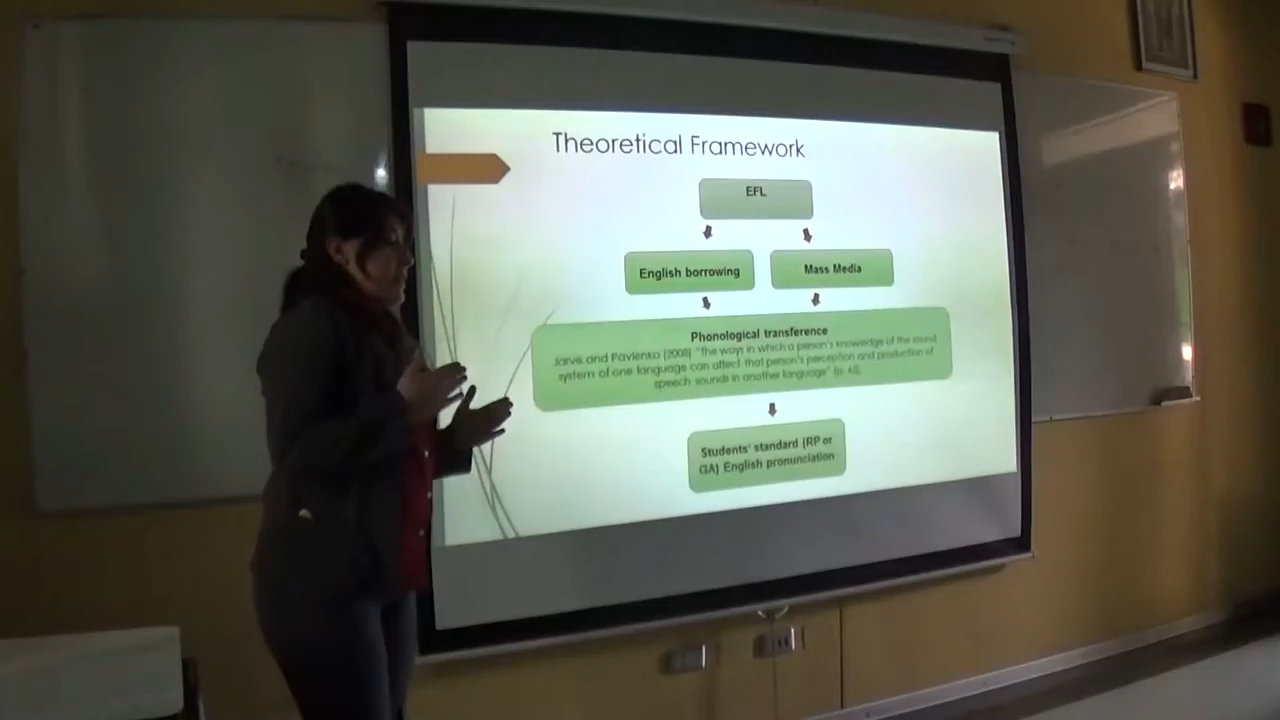 Theoretical Framework
EFL
English borrowing
Mass Media
Phonological transference
Jarvis and Pavlenko (2008) "The ways in which a person's knowledge of the sound
system of one language can affect that person's perception and production of
speech sounds in another language" (p. 62).
Students' standard (RP or
GA) English pronunciation